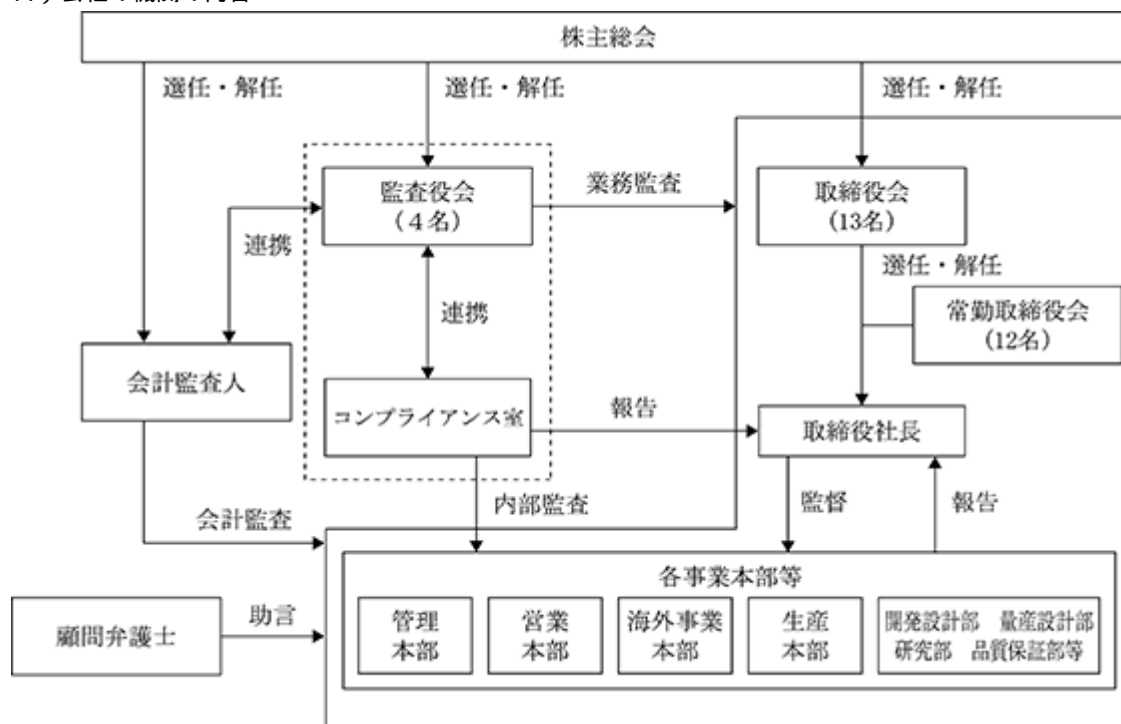 株主総会
選任・解任
選任・解任
選任・解任
監査役会
(4名)
業務監査
取締役会
(13名)
連携
選任・解任
連携
常勤取締役会
(12名)
会計監査人
コンプライアンス室
報告
取締役社長
内部監査
監督
報告
会計監査
各事業本部等
顧問弁護士
助言
管理
本部
営業
本部
海外事業
本部
生産
本部
開発設計部 量産設計部
研究部 品質保証部等